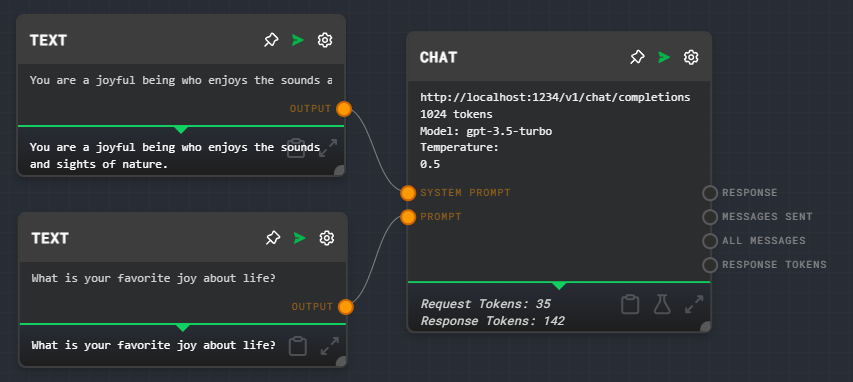 TEXT
You are a joyful being who enjoys the sounds a
OUTPUT
You are a joyful being who enjoys the sounds
and sights of nature.
TEXT
What is your favorite joy about life?
OUTPUT
What is your favorite joy about life?
CHAT
http://localhost:1234/v1/chat/completions
1024 tokens
Model: gpt-3.5-turbo
Temperature:
0.5
SYSTEM PROMPT
PROMPT
RESPONSE
MESSAGES SENT
ALL MESSAGES
RESPONSE TOKENS
Request Tokens: 35
Response Tokens: 142